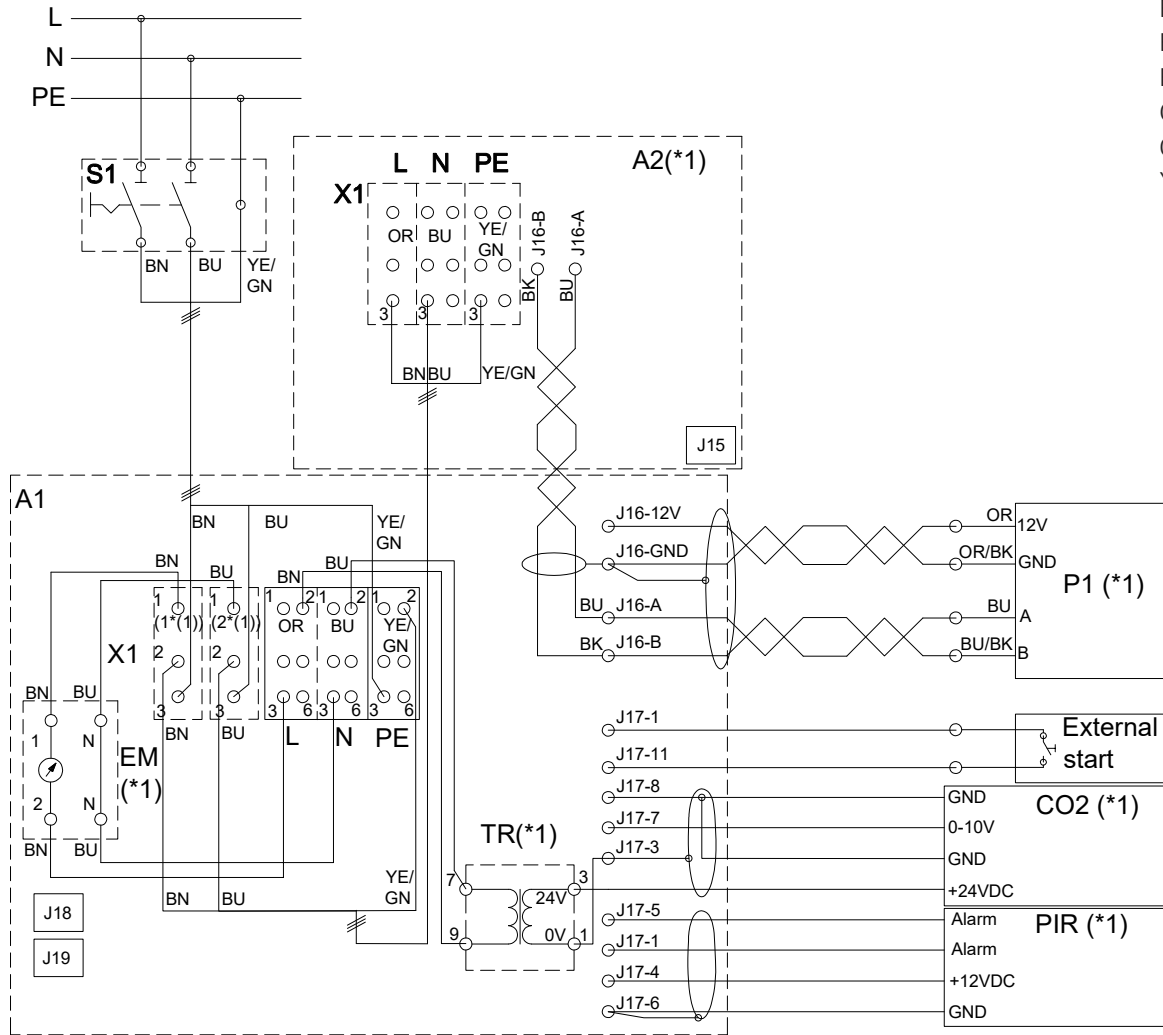 L
N
PE
S1
BN BU YE/
GN
A2(*1)
L N PE
X1
OR BU YE/
GN
3 3 3
BN BU YE/GN
J16-B
J16-A
BK
BU
J15
A1
BN BU YE/
GN
BN BU BN BU
1 1 1 2 1 2 1 2
(1*(1)) (2*(1)) OR BU YE/
GN
X1
2 2
3 3 3 6 3 6 3 6
BN BU L N PE
BN BU
1 N
2 N
EM
(*1)
BN BU
BN BU YE/
GN
J18
J19
TR(*1)
7 3
24V
9 0V 1
J16-12V
J16-GND
BU J16-A
BK J16-B
OR 12V
OR/BK GND
BU A
BU/BK B
P1 (*1)
J17-1
J17-11
External
start
J17-8 GND
J17-7 0-10V
J17-3 GND
+24VDC
CO2 (*1)
J17-5 Alarm
J17-1 Alarm
J17-4 +12VDC
J17-6 GND
PIR (*1)